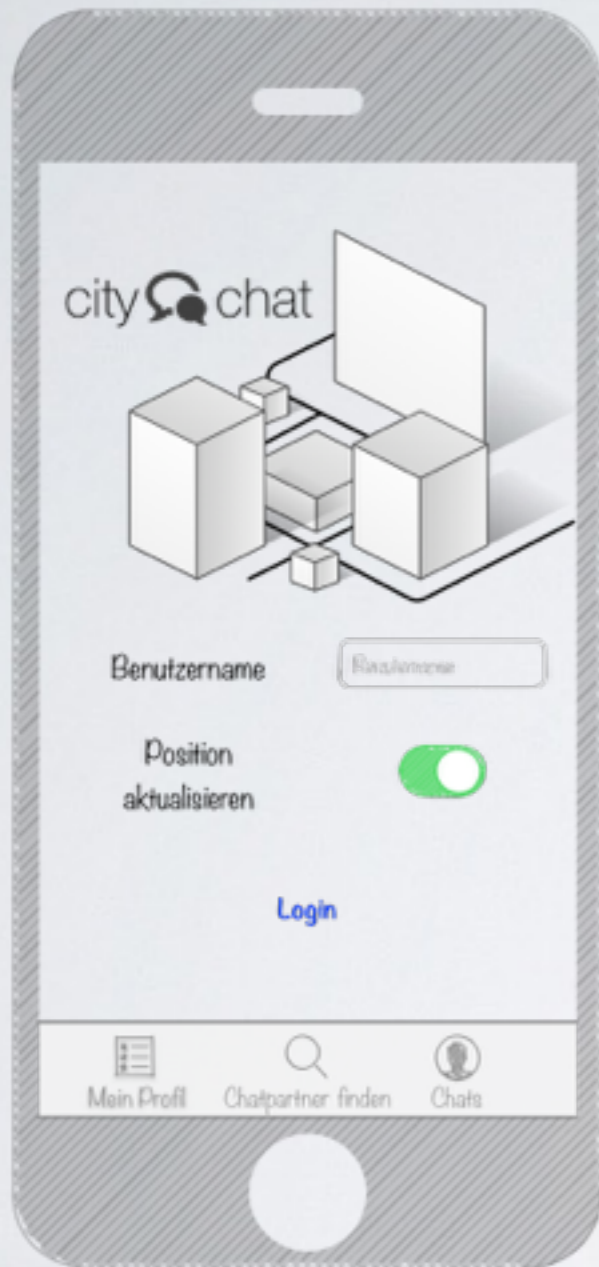 city chat
Benutzername
Position
aktualisieren
Login
Mein Profil Chatpartner finden Chats